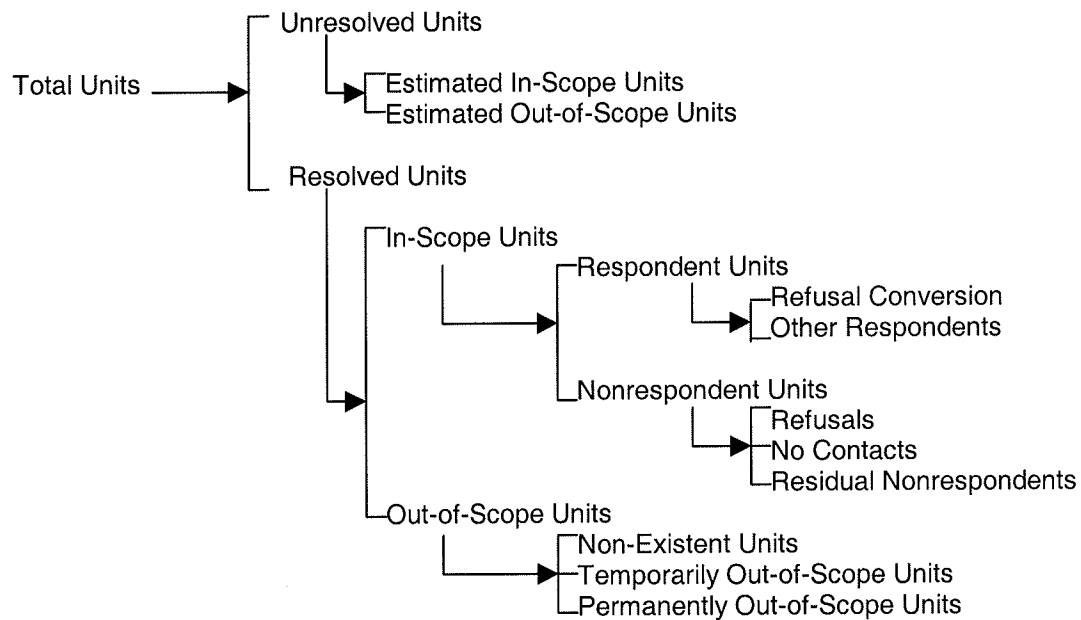 Unresolved Units
Total Units
Estimated In-Scope Units
Estimated Out-of-Scope Units
Resolved Units
In-Scope Units
Respondent Units
Refusal Conversion
Other Respondents
Nonrespondent Units
Refusals
No Contacts
Residual Nonrespondents
Out-of-Scope Units
Non-Existent Units
Temporarily Out-of-Scope Units
Permanently Out-of-Scope Units